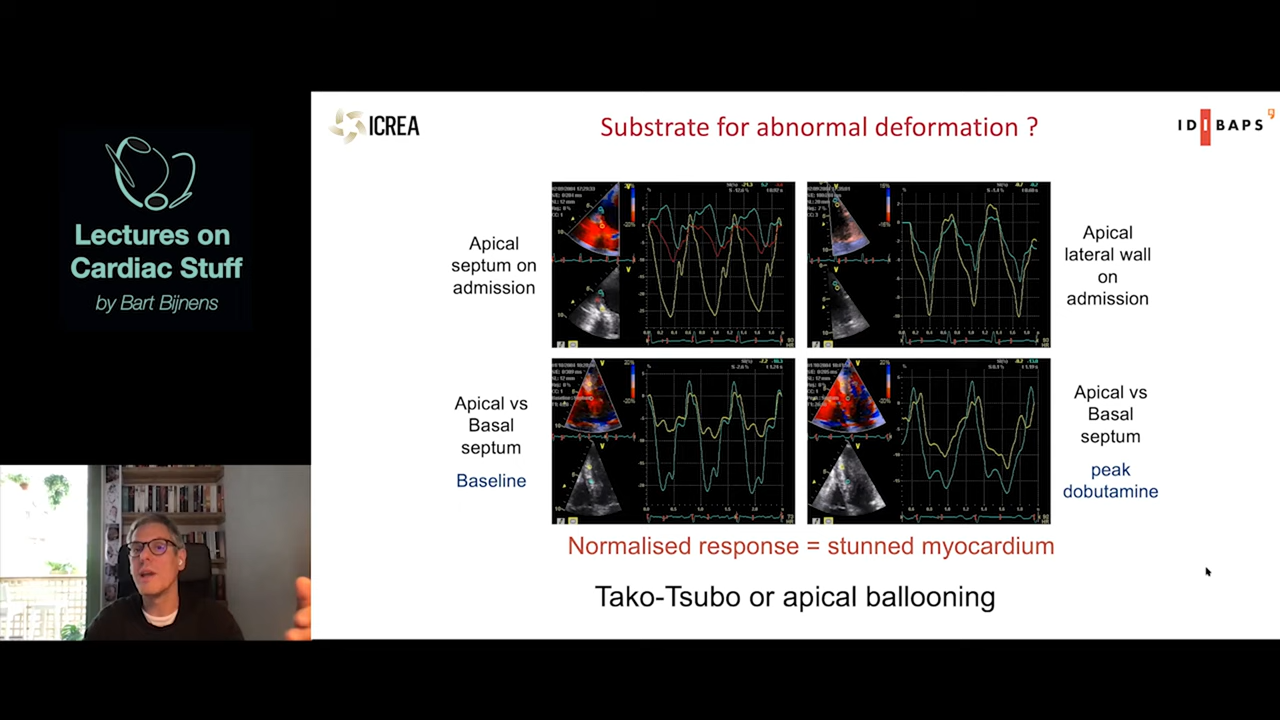 ICREA
Substrate for abnormal deformation ?
IDIBAPS
Lectures on
Cardiac Stuff
by Bart Bijnens
Apical
septum on
admission
Apical
lateral wall
on
admission
Apical vs
Basal
septum
Baseline
Apical vs
Basal
septum
peak
dobutamine
Normalised response = stunned myocardium
Tako-Tsubo or apical ballooning